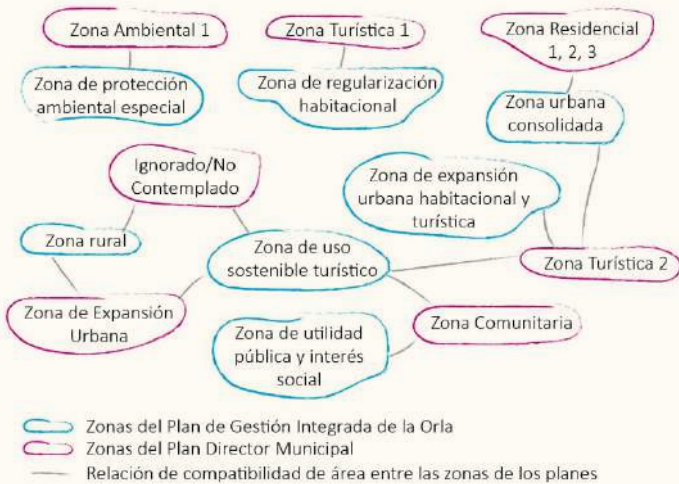 Zona Ambiental 1
Zona Turística 1
Zona Residencial
1, 2, 3
Zona de protección
ambiental especial
Zona de regularización
habitacional
Zona urbana
consolidada
Ignorado/No
Contemplado
Zona de expansión
urbana habitacional y
turística
Zona rural
Zona de uso
sostenible turístico
Zona Turística 2
Zona de Expansión
Urbana
Zona de utilidad
pública y interés
social
Zona Comunitaria
Zonas del Plan de Gestión Integrada de la Orla
Zonas del Plan Director Municipal
Relación de compatibilidad de área entre las zonas de los planes